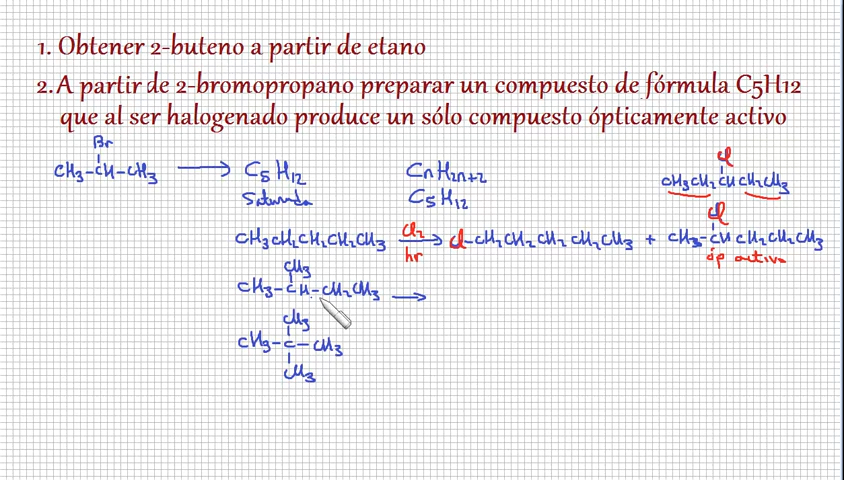 1. Obtener 2-buteno a partir de etano
2. A partir de 2-bromopropano preparar un compuesto de fórmula C5H12
que al ser halogenado produce un sólo compuesto ópticamente activo
Br
CH3-CH-CH3 → C5H12 CnH2n+2
Saturada C5H12
Cl
CH3CH2CHCH2CH3
Cl
CH3CH2CH2CH2CH3 Cl2 → hν Cl-CH2CH2CH2CH2CH3 + CH3-CHCH2CH2CH3
óp activo
CH3
CH3-CH-CH2CH3 →
CH3
CH3-C-CH3
CH3